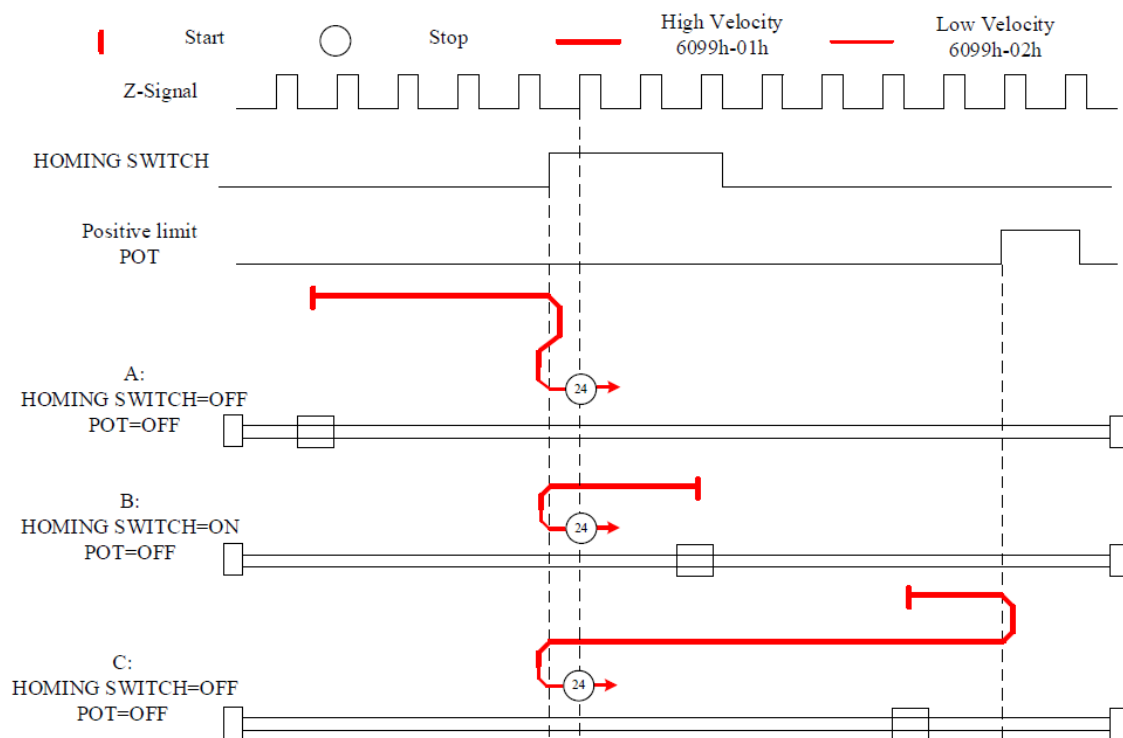 Start
Stop
High Velocity
6099h-01h
Low Velocity
6099h-02h
Z-Signal
HOMING SWITCH
Positive limit
POT
24
A:
HOMING SWITCH=OFF
POT=OFF
24
B:
HOMING SWITCH=ON
POT=OFF
24
C:
HOMING SWITCH=OFF
POT=OFF